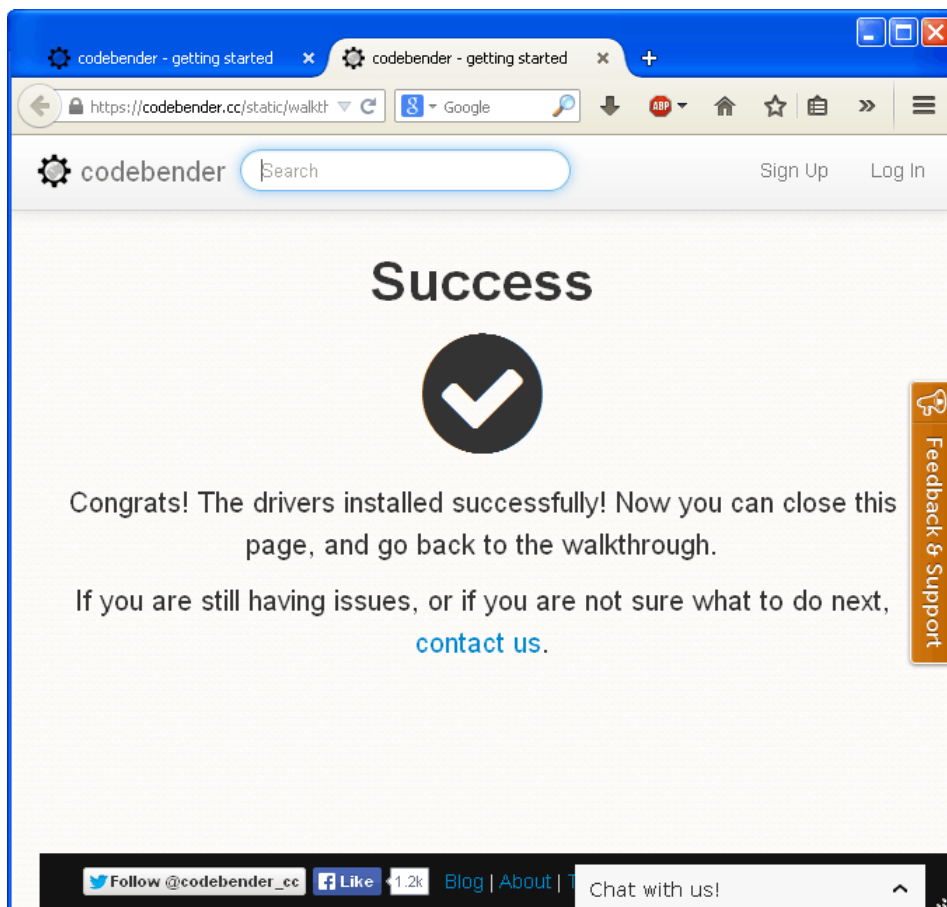 codebender - getting started
codebender - getting started
https://codebender.cc/static/walkth
Google
ABP
codebender
Search
Sign Up
Log In
Success
Congrats! The drivers installed successfully! Now you can close this
page, and go back to the walkthrough.
If you are still having issues, or if you are not sure what to do next,
contact us.
Feedback & Support
Follow @codebender_cc
Like
1.2k
Blog | About | T
Chat with us!